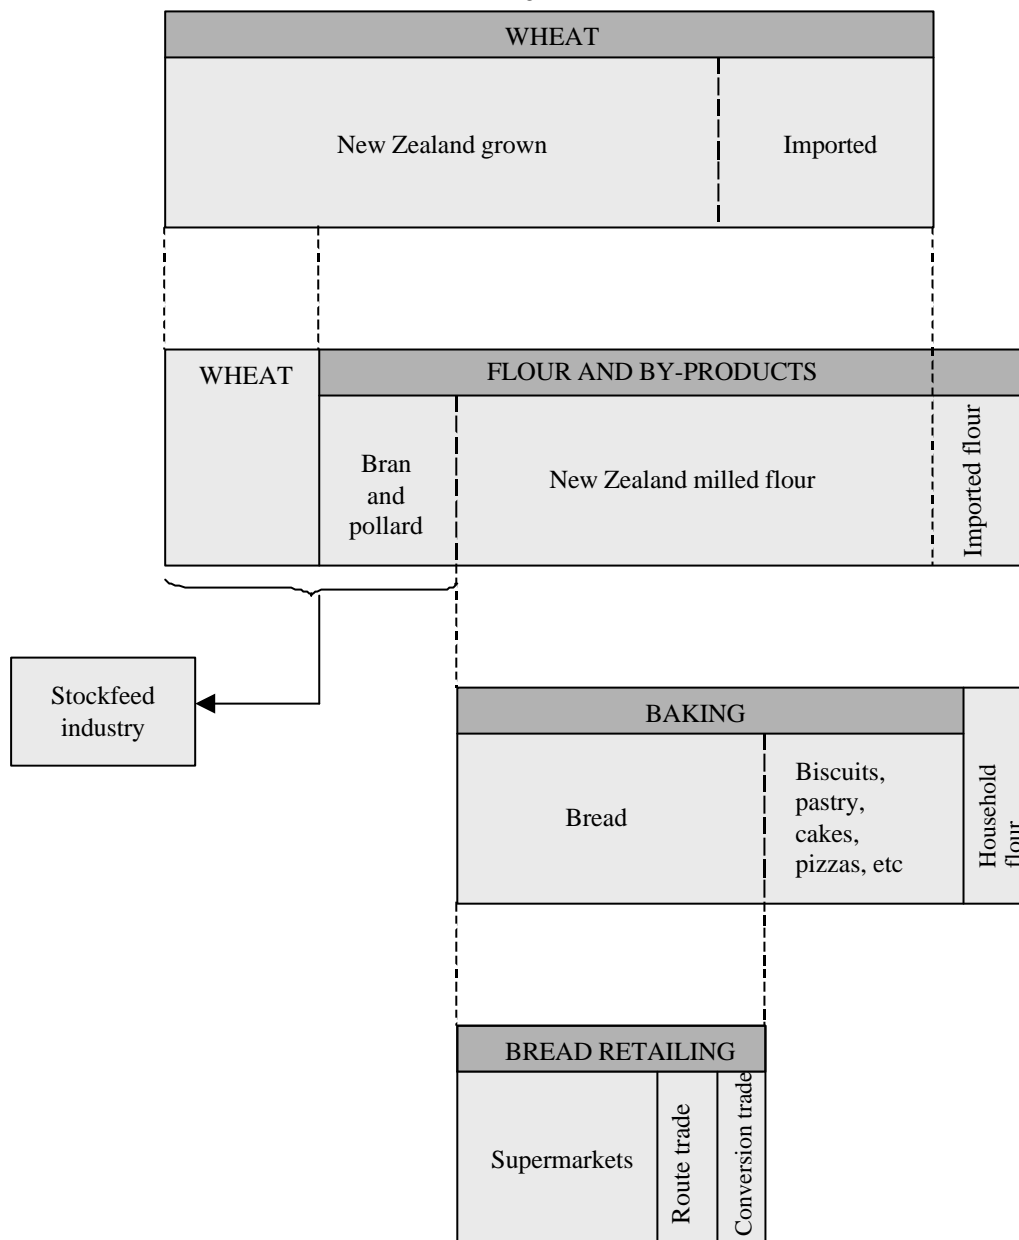 WHEAT
New Zealand grown
Imported
WHEAT
FLOUR AND BY-PRODUCTS
Bran
and
pollard
New Zealand milled flour
Imported flour
Stockfeed
industry
BAKING
Bread
Biscuits,
pastry,
cakes,
pizzas, etc
Household
flour
BREAD RETAILING
Supermarkets
Route trade
Conversion trade